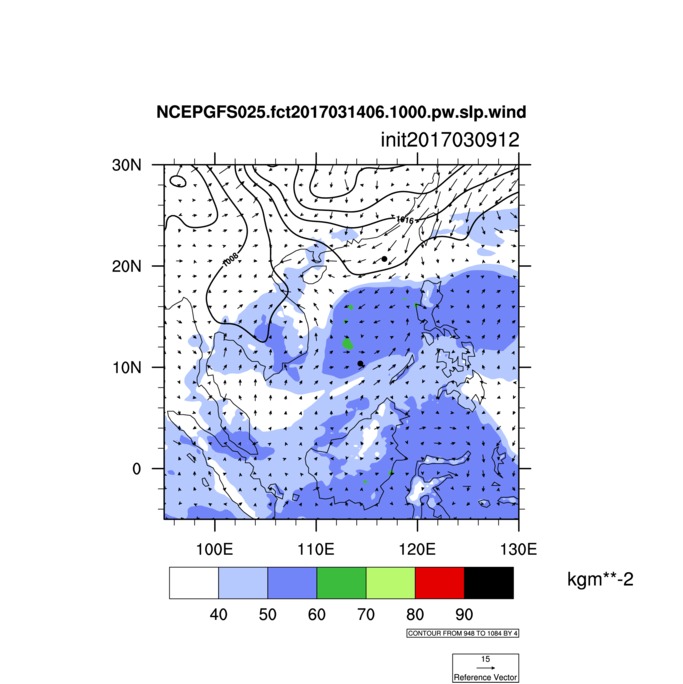 NCEPGFS025.fct2017031406.1000.pw.slp.wind
init2017030912
30N
20N
10N
0
1016
1008
100E 110E 120E 130E
40 50 60 70 80 90
kgm**-2
CONTOUR FROM 948 TO 1084 BY 4
15
Reference Vector